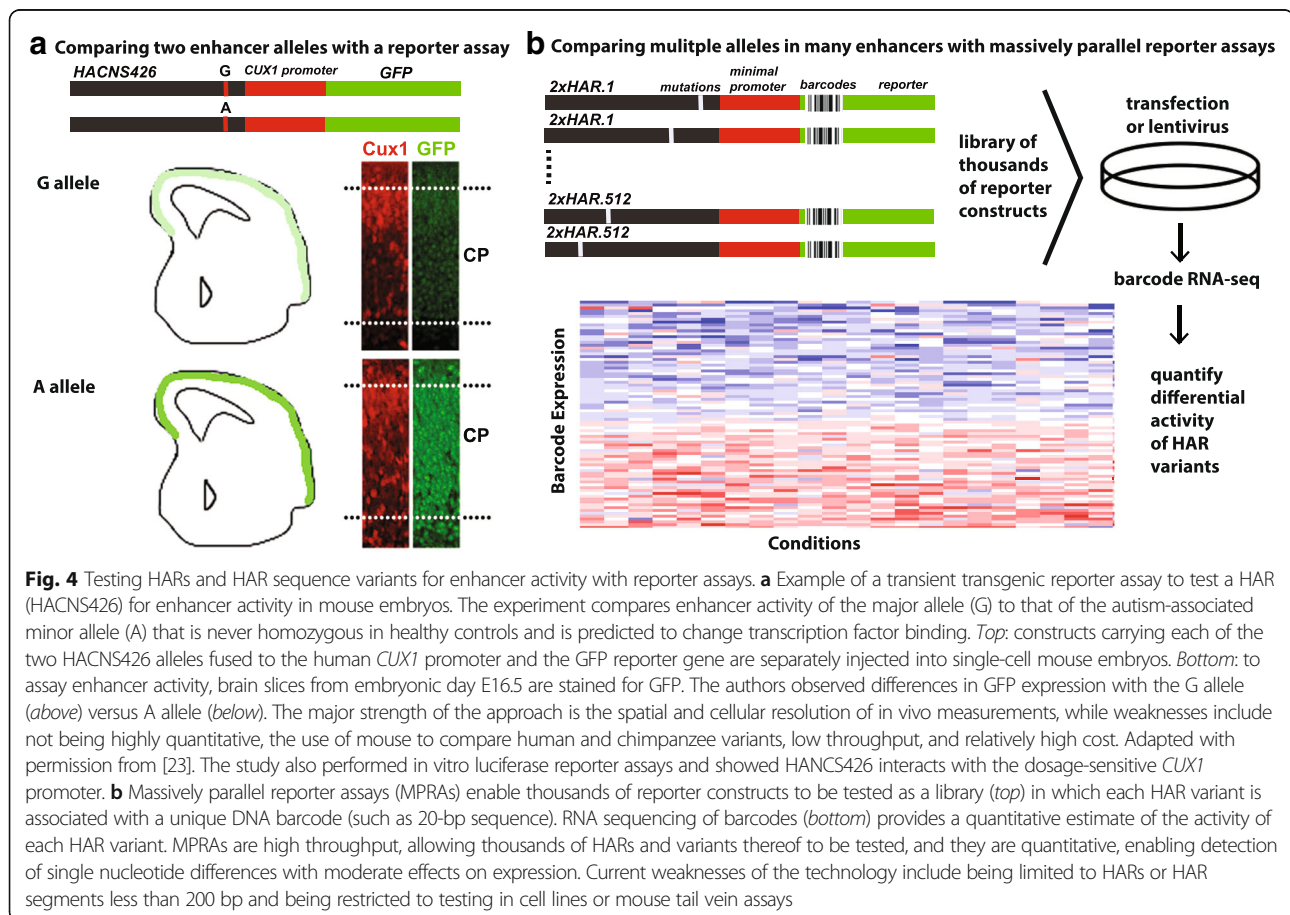 a Comparing two enhancer alleles with a reporter assay
HACNS426 G CUX1 promoter GFP
A
Cux1 GFP
G allele
CP
A allele
CP
b Comparing mulitple alleles in many enhancers with massively parallel reporter assays
2xHAR.1 mutations minimal promoter barcodes reporter
2xHAR.1
2xHAR.512
2xHAR.512
library of
thousands
of reporter
constructs
transfection
or lentivirus
barcode RNA-seq
quantify
differential
activity
of HAR
variants
Barcode Expression
Conditions
Fig. 4 Testing HARs and HAR sequence variants for enhancer activity with reporter assays. a Example of a transient transgenic reporter assay to test a HAR
(HACNS426) for enhancer activity in mouse embryos. The experiment compares enhancer activity of the major allele (G) to that of the autism-associated
minor allele (A) that is never homozygous in healthy controls and is predicted to change transcription factor binding. Top: constructs carrying each of the
two HACNS426 alleles fused to the human CUX1 promoter and the GFP reporter gene are separately injected into single-cell mouse embryos. Bottom: to
assay enhancer activity, brain slices from embryonic day E16.5 are stained for GFP. The authors observed differences in GFP expression with the G allele
(above) versus A allele (below). The major strength of the approach is the spatial and cellular resolution of in vivo measurements, while weaknesses include
not being highly quantitative, the use of mouse to compare human and chimpanzee variants, low throughput, and relatively high cost. Adapted with
permission from [23]. The study also performed in vitro luciferase reporter assays and showed HANCS426 interacts with the dosage-sensitive CUX1
promoter. b Massively parallel reporter assays (MPRAs) enable thousands of reporter constructs to be tested as a library (top) in which each HAR variant is
associated with a unique DNA barcode (such as 20-bp sequence). RNA sequencing of barcodes (bottom) provides a quantitative estimate of the activity of
each HAR variant. MPRAs are high throughput, allowing thousands of HARs and variants thereof to be tested, and they are quantitative, enabling detection
of single nucleotide differences with moderate effects on expression. Current weaknesses of the technology include being limited to HARs or HAR
segments less than 200 bp and being restricted to testing in cell lines or mouse tail vein assays